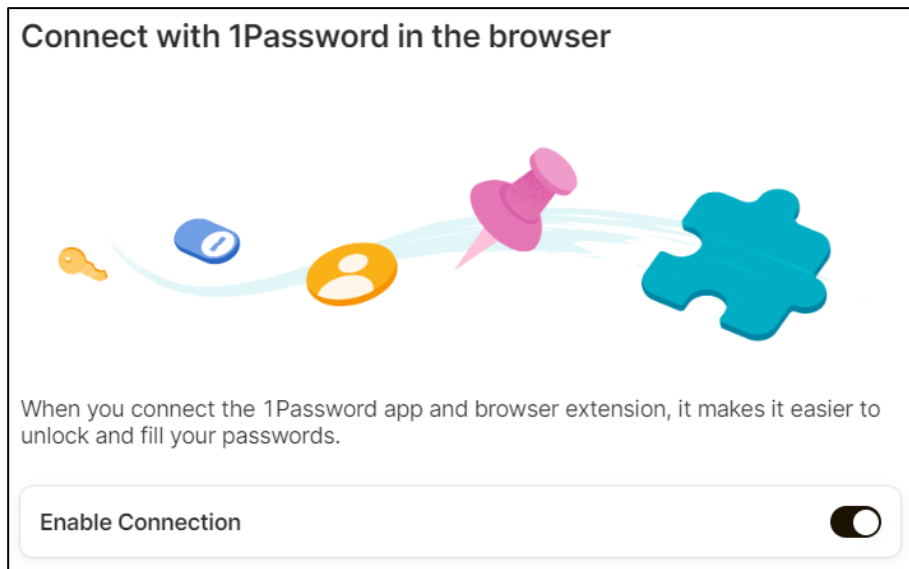 Connect with 1Password in the browser
When you connect the 1Password app and browser extension, it makes it easier to
unlock and fill your passwords.
Enable Connection